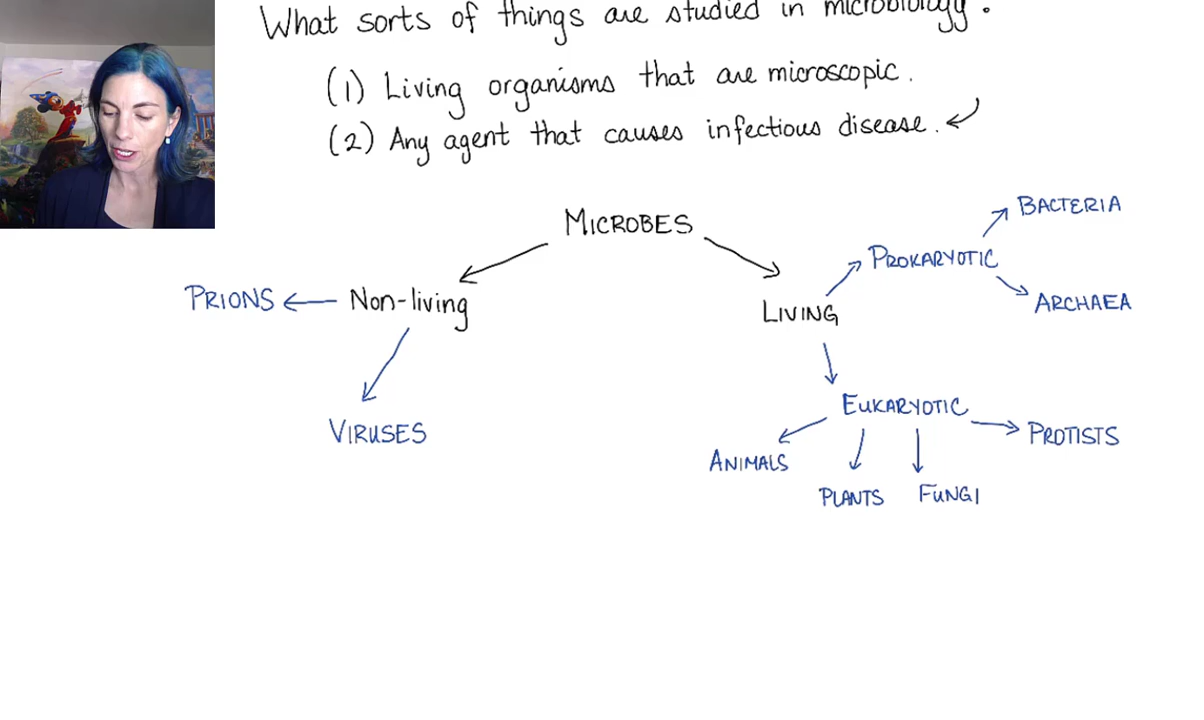 What sorts of things are studied in microbiology.
(1) Living organisms that are microscopic.
(2) Any agent that causes infectious disease.
MICROBES
Non-living
PRIONS
VIRUSES
LIVING
PROKARYOTIC
BACTERIA
ARCHAEA
EUKARYOTIC
ANIMALS
PLANTS
FUNGI
PROTISTS